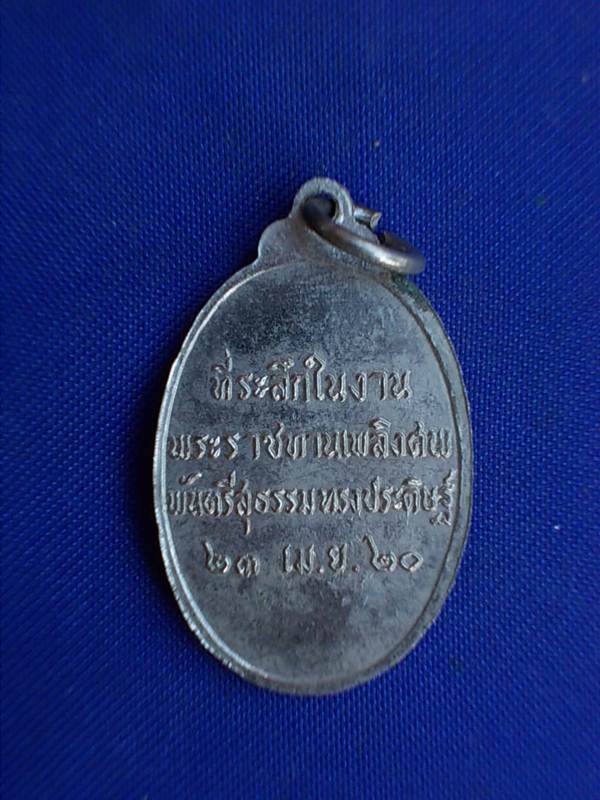 ที่ระลึกในงาน
พระราชทานเพลิงศพ
พันตรีสุธรรมทรงประดิษฐ์
๒๓ เม.ย.๒๐